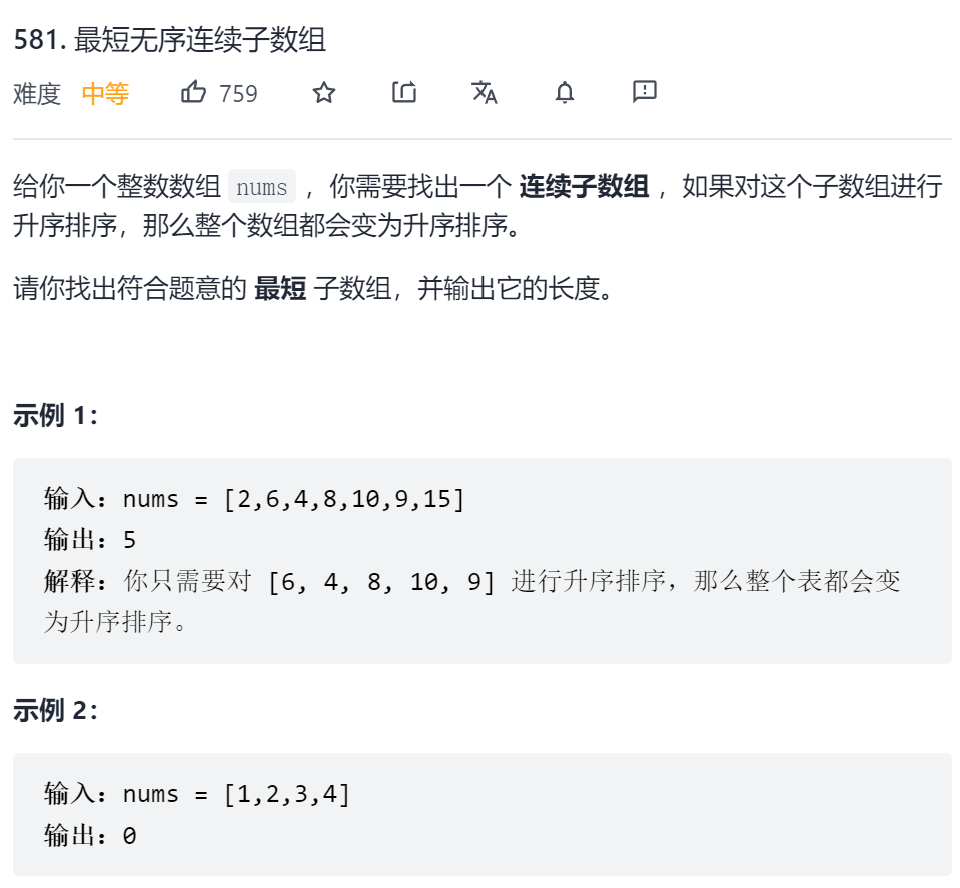 581. 最短无序连续子数组
难度 中等 759
给你一个整数数组 nums ，你需要找出一个 连续子数组 ，如果对这个子数组进行
升序排序，那么整个数组都会变为升序排序。
请你找出符合题意的 最短 子数组，并输出它的长度。
示例 1：
输入：nums = [2,6,4,8,10,9,15]
输出：5
解释：你只需要对 [6, 4, 8, 10, 9] 进行升序排序，那么整个表都会变
为升序排序。
示例 2：
输入：nums = [1,2,3,4]
输出：0